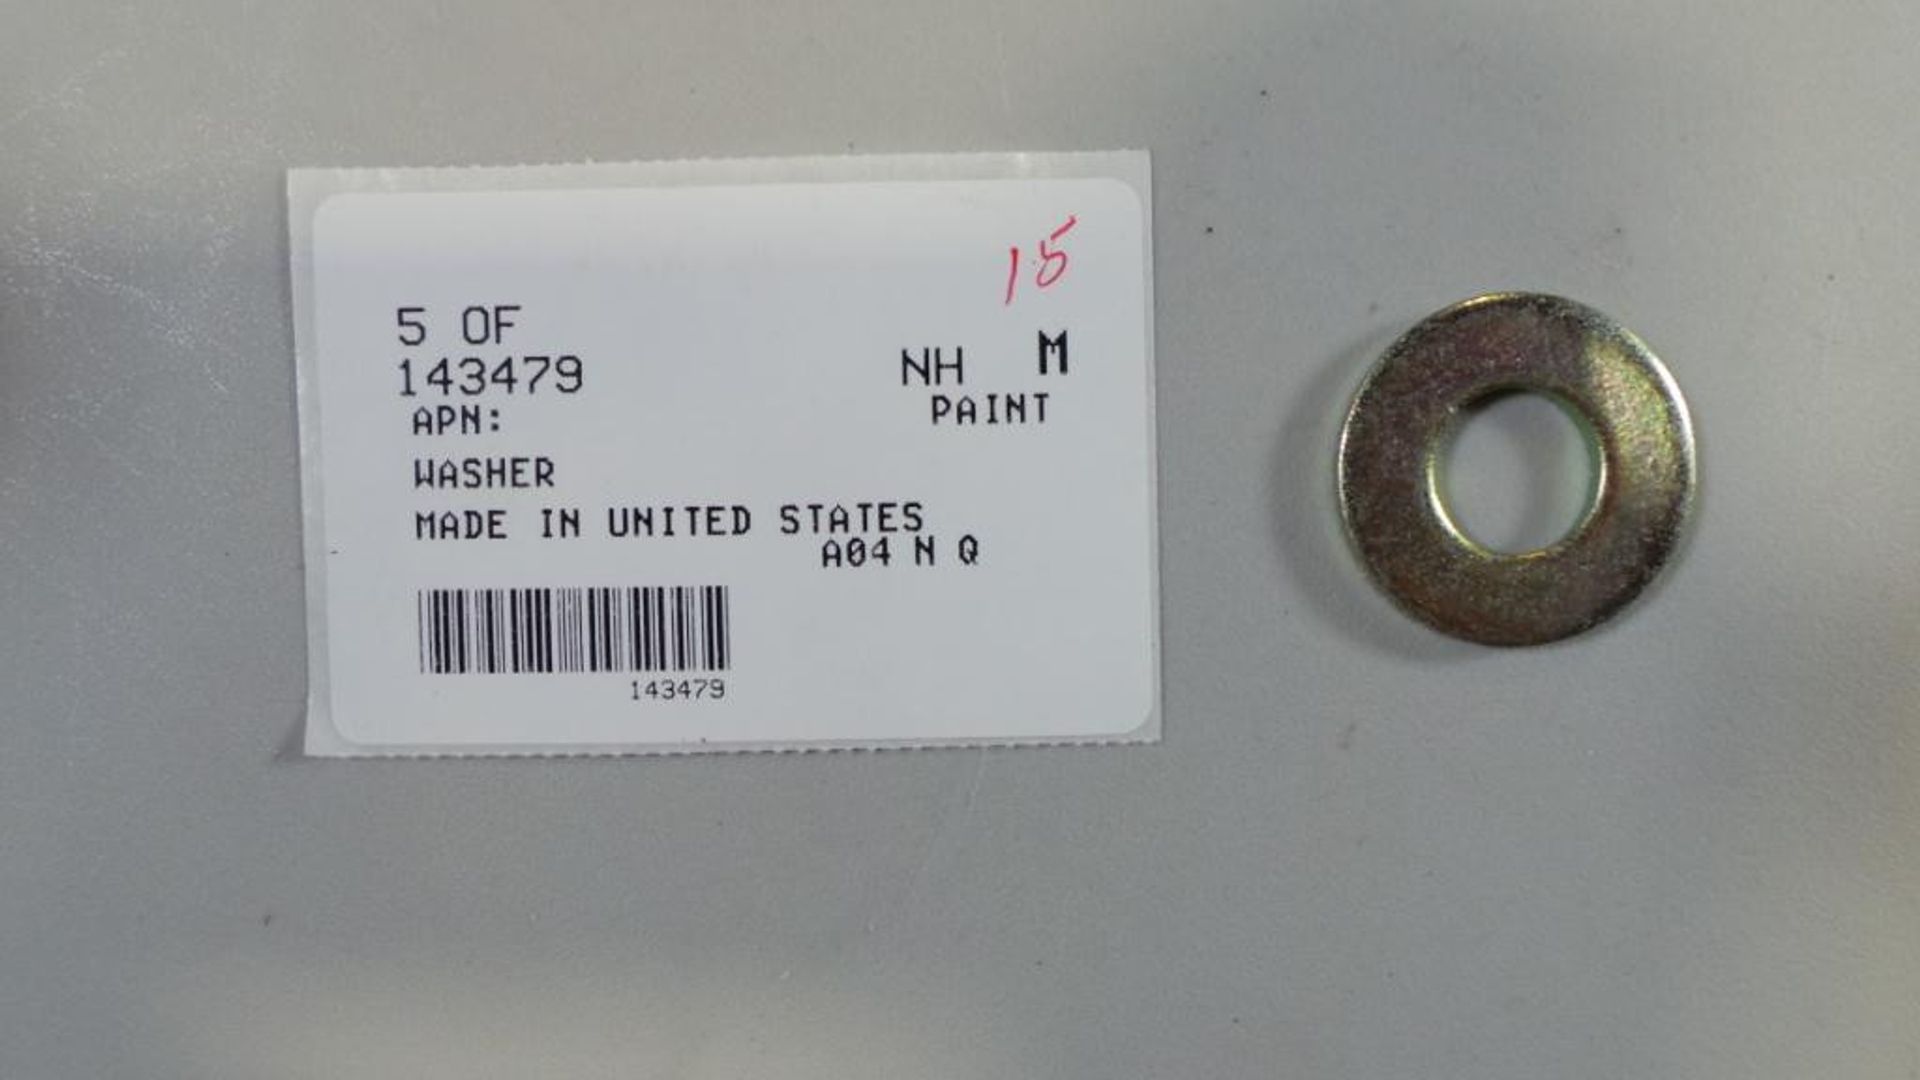 15
5 OF
143479
NH M
APN:
PAINT
WASHER
MADE IN UNITED STATES
A04 N Q
143479